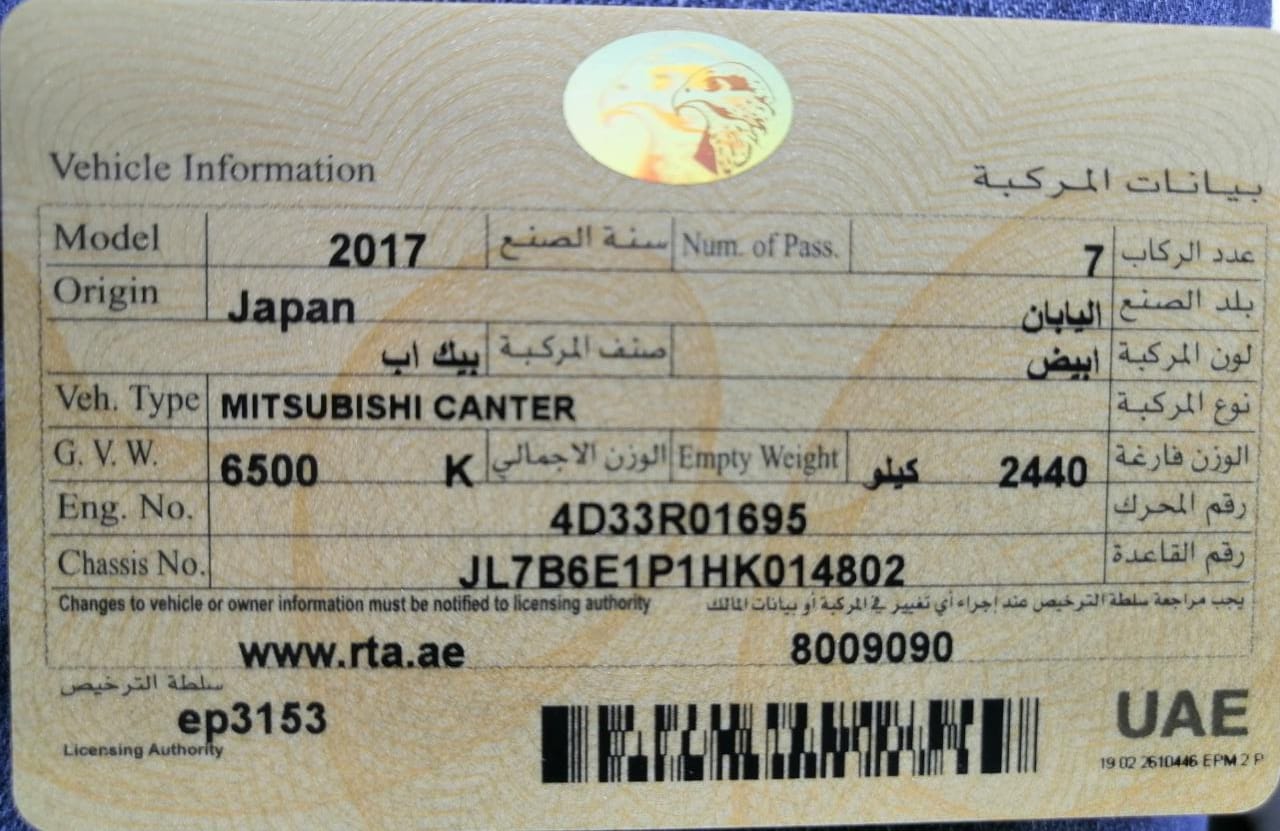 Vehicle Information بيانات المركبة
Model 2017 سنة الصنع Num. of Pass. 7 عدد الركاب
Origin Japan اليابان بلد الصنع
بيك اب صنف المركبة ابيض لون المركبة
Veh. Type MITSUBISHI CANTER نوع المركبة
G. V. W. 6500 K الوزن الاجمالي Empty Weight كيلو 2440 الوزن فارغة
Eng. No. 4D33R01695 رقم المحرك
Chassis No. JL7B6E1P1HK014802 رقم القاعدة
Changes to vehicle or owner information must be notified to licensing authority يجب مراجعة سلطة الترخيص عند إجراء أي تغيير في المركبة أو بيانات المالك
www.rta.ae 8009090
سلطة الترخيص
ep3153 UAE
Licensing Authority 19 02 2610446 EPM 2 P